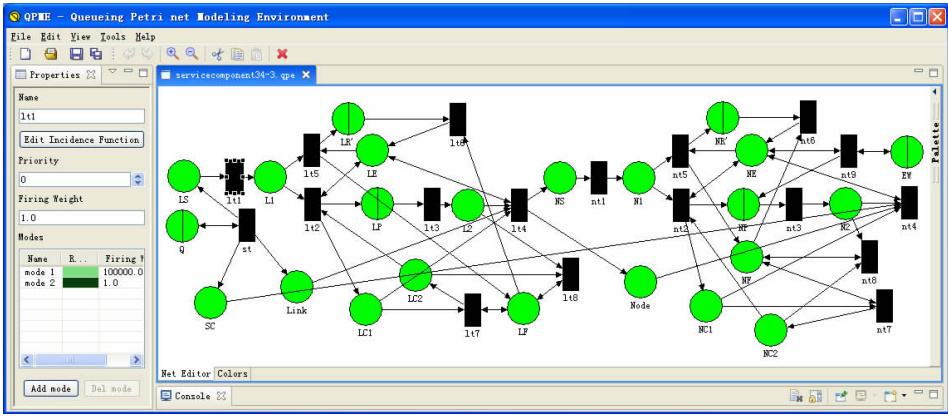 QPME - Queueing Petri net Modeling Environment
File Edit View Tools Help
Properties
servicecomponent34-3.qpe
Name
lt1
Edit Incidence Function
Priority
0
Firing Weight
1.0
Modes
Name R... Firing W
mode 1 100000.0
mode 2 1.0
Add mode Del mode
LR' lt6 NR' nt6
LS lt1 L1 lt5 LE NS nt1 N1 nt5 NE nt9 EW
Q st lt2 LP lt3 L2 lt4 nt2 NP nt3 N2 nt4
SC Link LC2 lt8 Node NF nt8
LC1 lt7 LF NC1 NC2 nt7
Palette
Net Editor Colors
Console